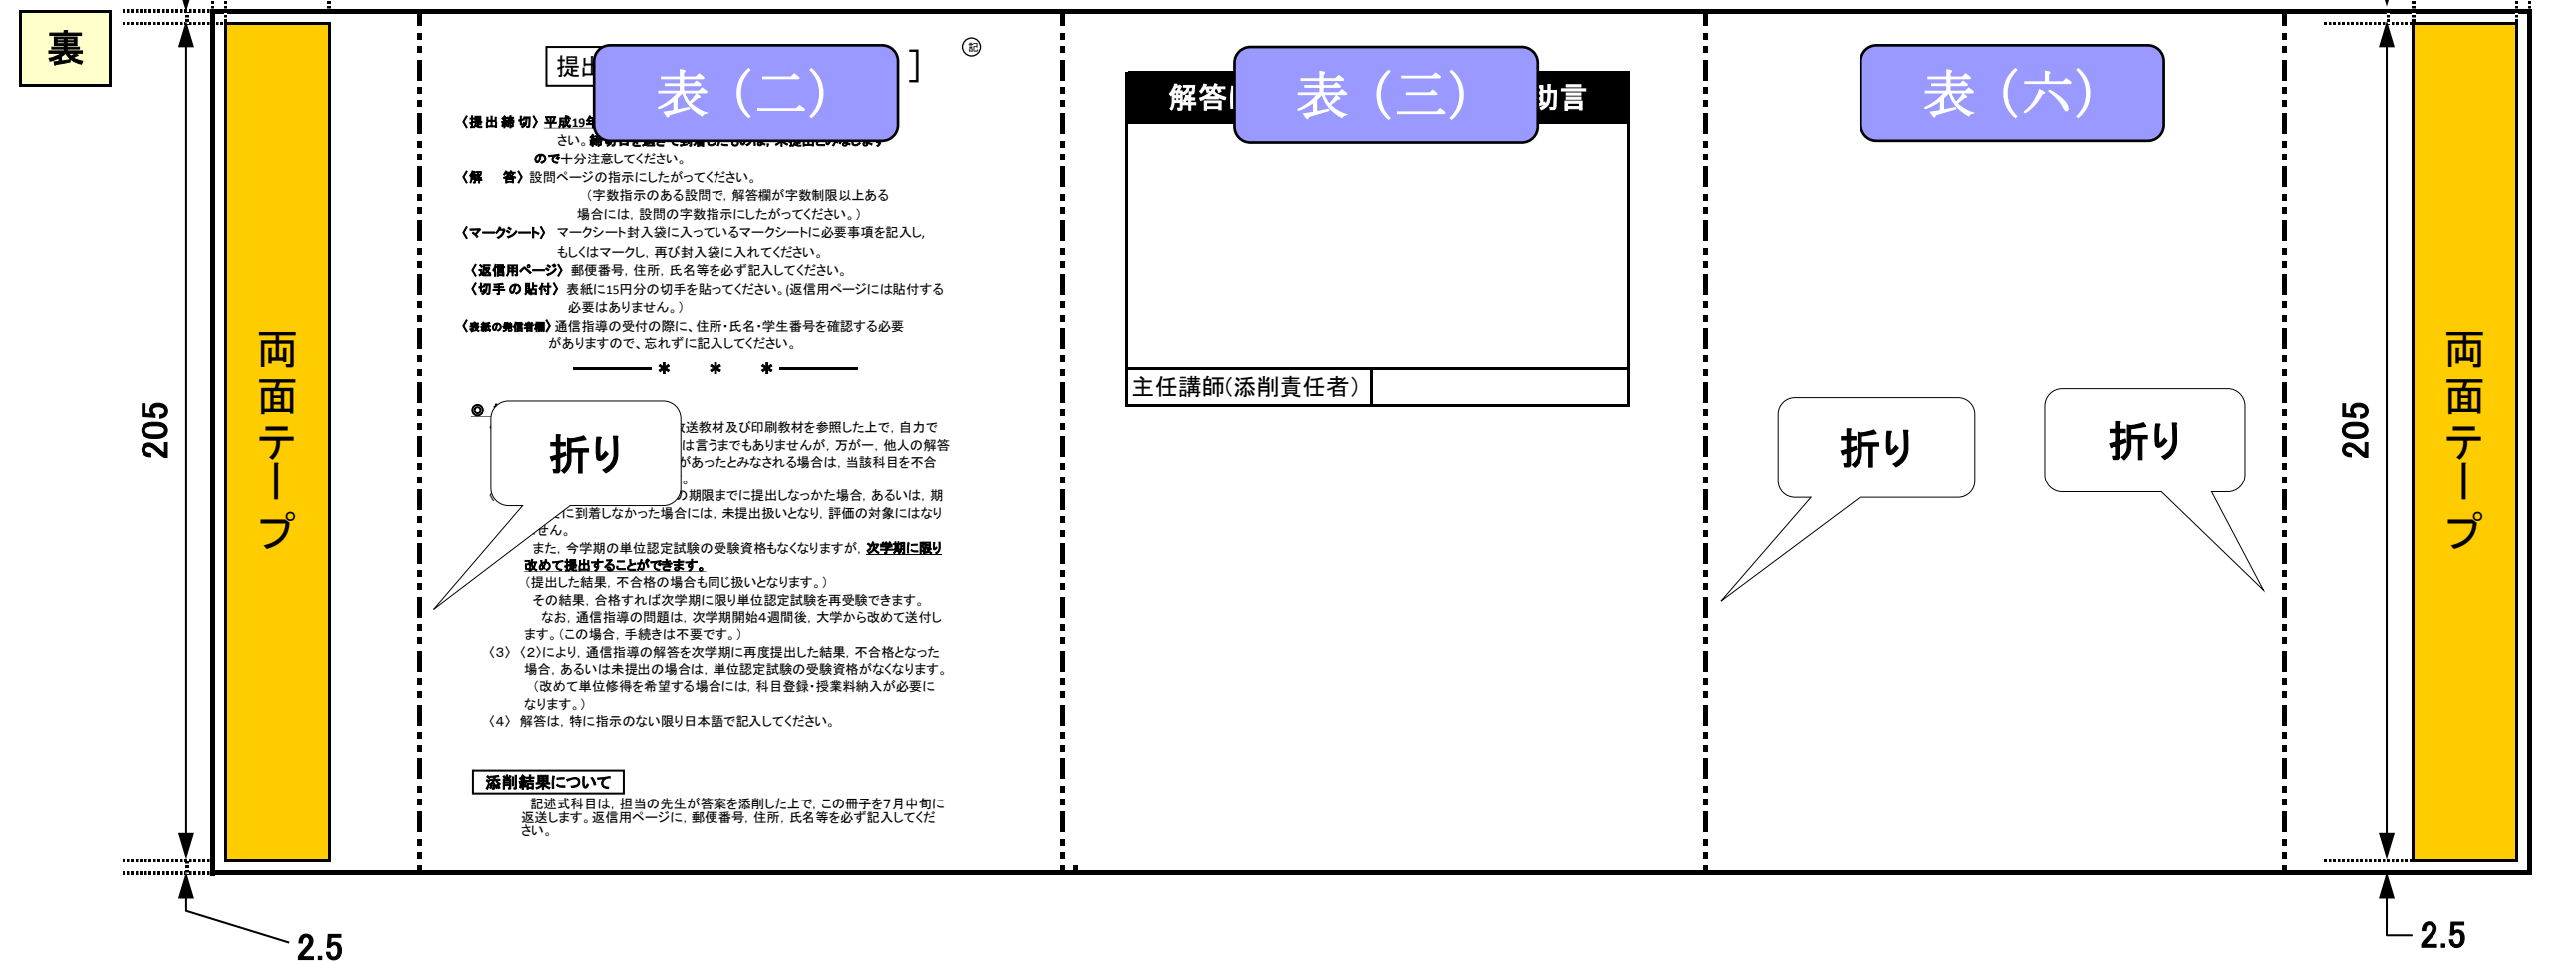 裏
両面テープ
205
2.5
提出
]
㊢
表（二）
〈提出締切〉 平成19年
さい。締切日を過ぎて到着したものは，未提出とみなします
ので十分注意してください。
〈解　答〉 設問ページの指示にしたがってください。
（字数指示のある設問で，解答欄が字数制限以上ある
場合には，設問の字数指示にしたがってください。）
〈マークシート〉 マークシート封入袋に入っているマークシートに必要事項を記入し，
もしくはマークし，再び封入袋に入れてください。
〈返信用ページ〉 郵便番号，住所，氏名等を必ず記入してください。
〈切手の貼付〉 表紙に15円分の切手を貼ってください。(返信用ページには貼付する
必要はありません。）
〈表紙の発信者欄〉 通信指導の受付の際に、住所・氏名・学生番号を確認する必要
がありますので、忘れずに記入してください。
＊ ＊ ＊
◎
送教材及び印刷教材を参照した上で，自力で
は言うまでもありませんが，万が一，他人の解答
があったとみなされる場合は，当該科目を不合
。
の期限までに提出しなっかた場合，あるいは，期
に到着しなかった場合には，未提出扱いとなり，評価の対象にはなり
せん。
また，今学期の単位認定試験の受験資格もなくなりますが，次学期に限り
改めて提出することができます。
（提出した結果，不合格の場合も同じ扱いとなります。）
その結果，合格すれば次学期に限り単位認定試験を再受験できます。
なお，通信指導の問題は，次学期開始4週間後，大学から改めて送付し
ます。（この場合，手続きは不要です。）
〈3〉 〈2〉により，通信指導の解答を次学期に再度提出した結果，不合格となった
場合，あるいは未提出の場合は，単位認定試験の受験資格がなくなります。
（改めて単位修得を希望する場合には，科目登録・授業料納入が必要に
なります。）
〈4〉 解答は，特に指示のない限り日本語で記入してください。
折り
添削結果について
記述式科目は，担当の先生が答案を添削した上で，この冊子を7月中旬に
返送します。返信用ページに，郵便番号，住所，氏名等を必ず記入してくだ
さい。
解答
表（三）
助言
主任講師(添削責任者）
表（六）
折り
折り
205
両面テープ
2.5